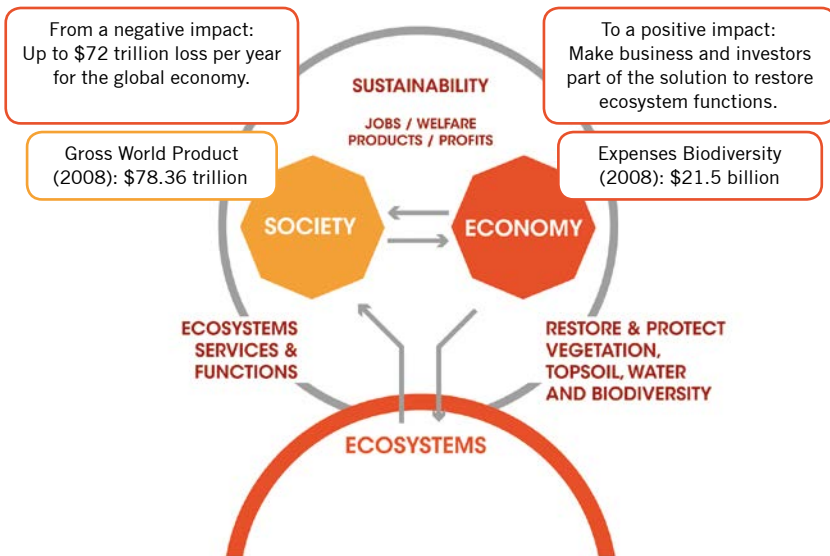 From a negative impact:
Up to $72 trillion loss per year
for the global economy.
To a positive impact:
Make business and investors
part of the solution to restore
ecosystem functions.
SUSTAINABILITY
JOBS / WELFARE
PRODUCTS / PROFITS
Gross World Product
(2008): $78.36 trillion
Expenses Biodiversity
(2008): $21.5 billion
SOCIETY
ECONOMY
ECOSYSTEMS
SERVICES &
FUNCTIONS
RESTORE & PROTECT
VEGETATION,
TOPSOIL, WATER
AND BIODIVERSITY
ECOSYSTEMS